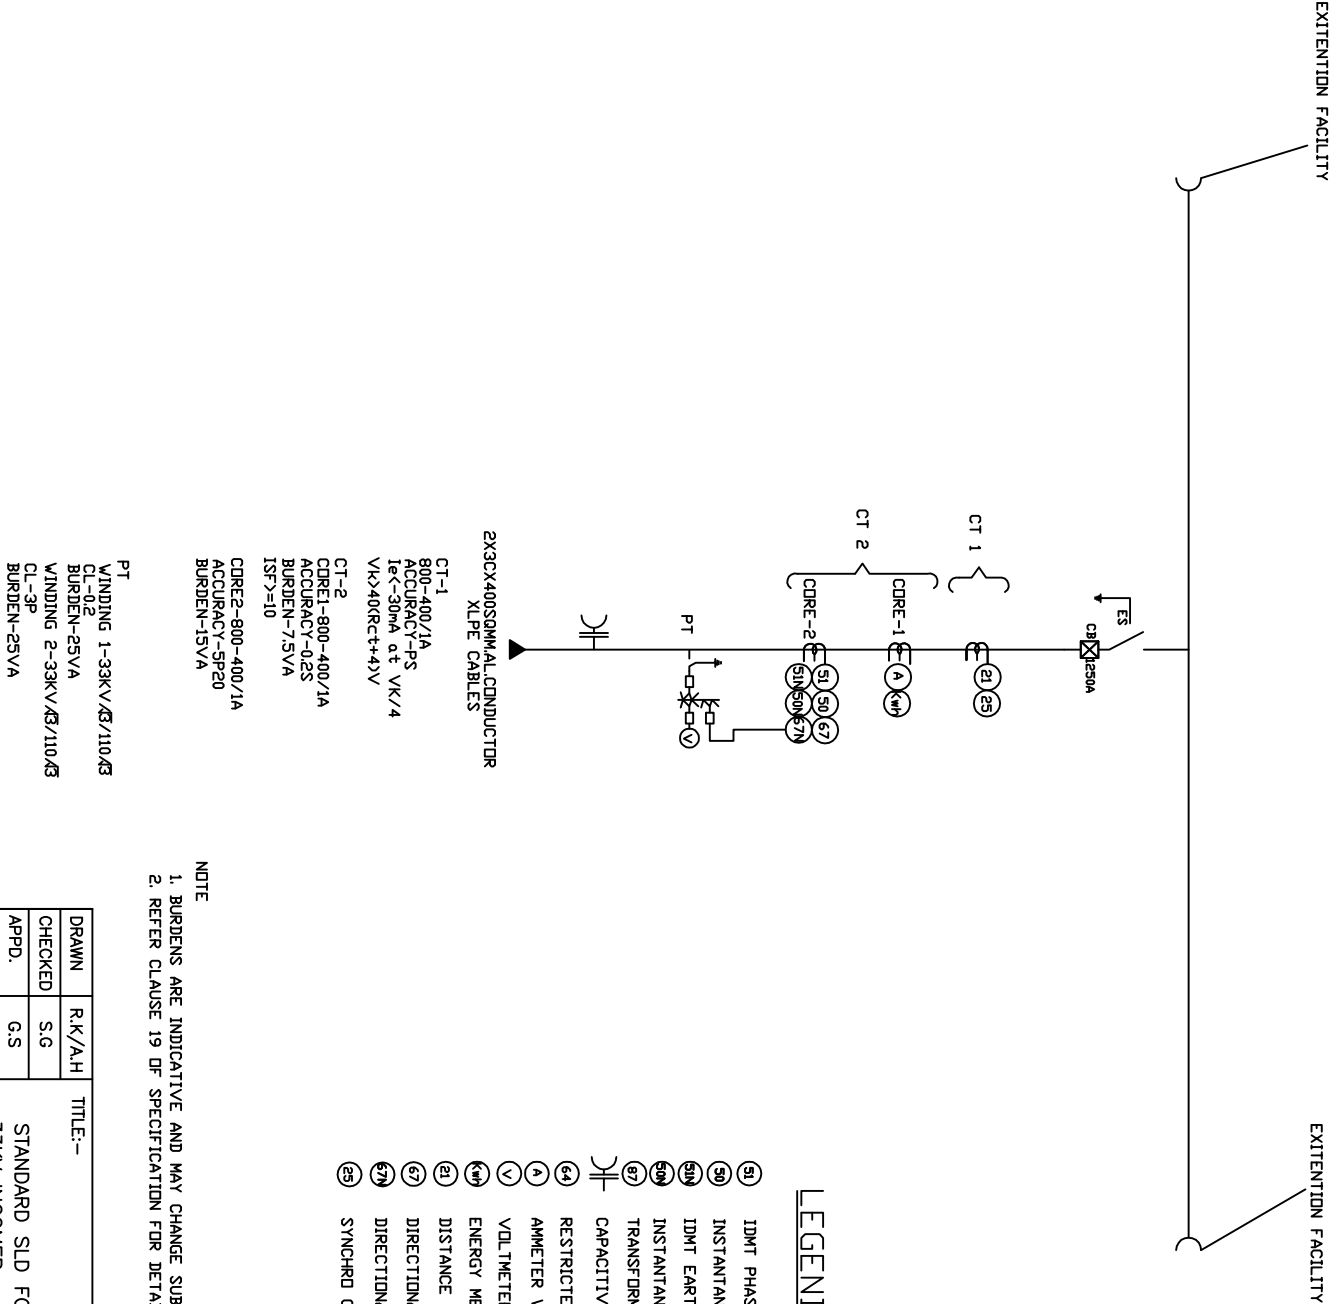 EXITENTION FACILITY
EXITENTION FACILITY
ES
CB
1250A
CT 1
21
25
CT 2
CORE-1
A
Kwh
CORE-2
51
50
67
51N
50N
67N
PT
V
2X3CX400SQMM.AL.CONDUCTOR
XLPE CABLES
CT-1
800-400/1A
ACCURACY-PS
Ie<-30mA at VK/4
Vk>40(Rct+4)V
CT-2
CORE1-800-400/1A
ACCURACY-0.2S
BURDEN-7.5VA
ISF>=10
CORE2-800-400/1A
ACCURACY-5P20
BURDEN-15VA
PT
WINDING 1-33KV/√3/110/√3
CL-0.2
BURDEN-25VA
WINDING 2-33KV/√3/110/√3
CL-3P
BURDEN-25VA
LEGEN
51 IDMT PHAS
50 INSTANTAN
51N IDMT EART
50N INSTANTAN
87 TRANSFORM
CAPACITIV
64 RESTRICTE
A AMMETER
V VOLTMETE
Kwh ENERGY ME
21 DISTANCE
67 DIRECTION
67N DIRECTION
25 SYNCHRO
NOTE
1. BURDENS ARE INDICATIVE AND MAY CHANGE SUB
2. REFER CLAUSE 19 OF SPECIFICATION FOR DETA
DRAWN R.K/A.H TITLE:-
CHECKED S.G
APPD. G.S
STANDARD SLD FO